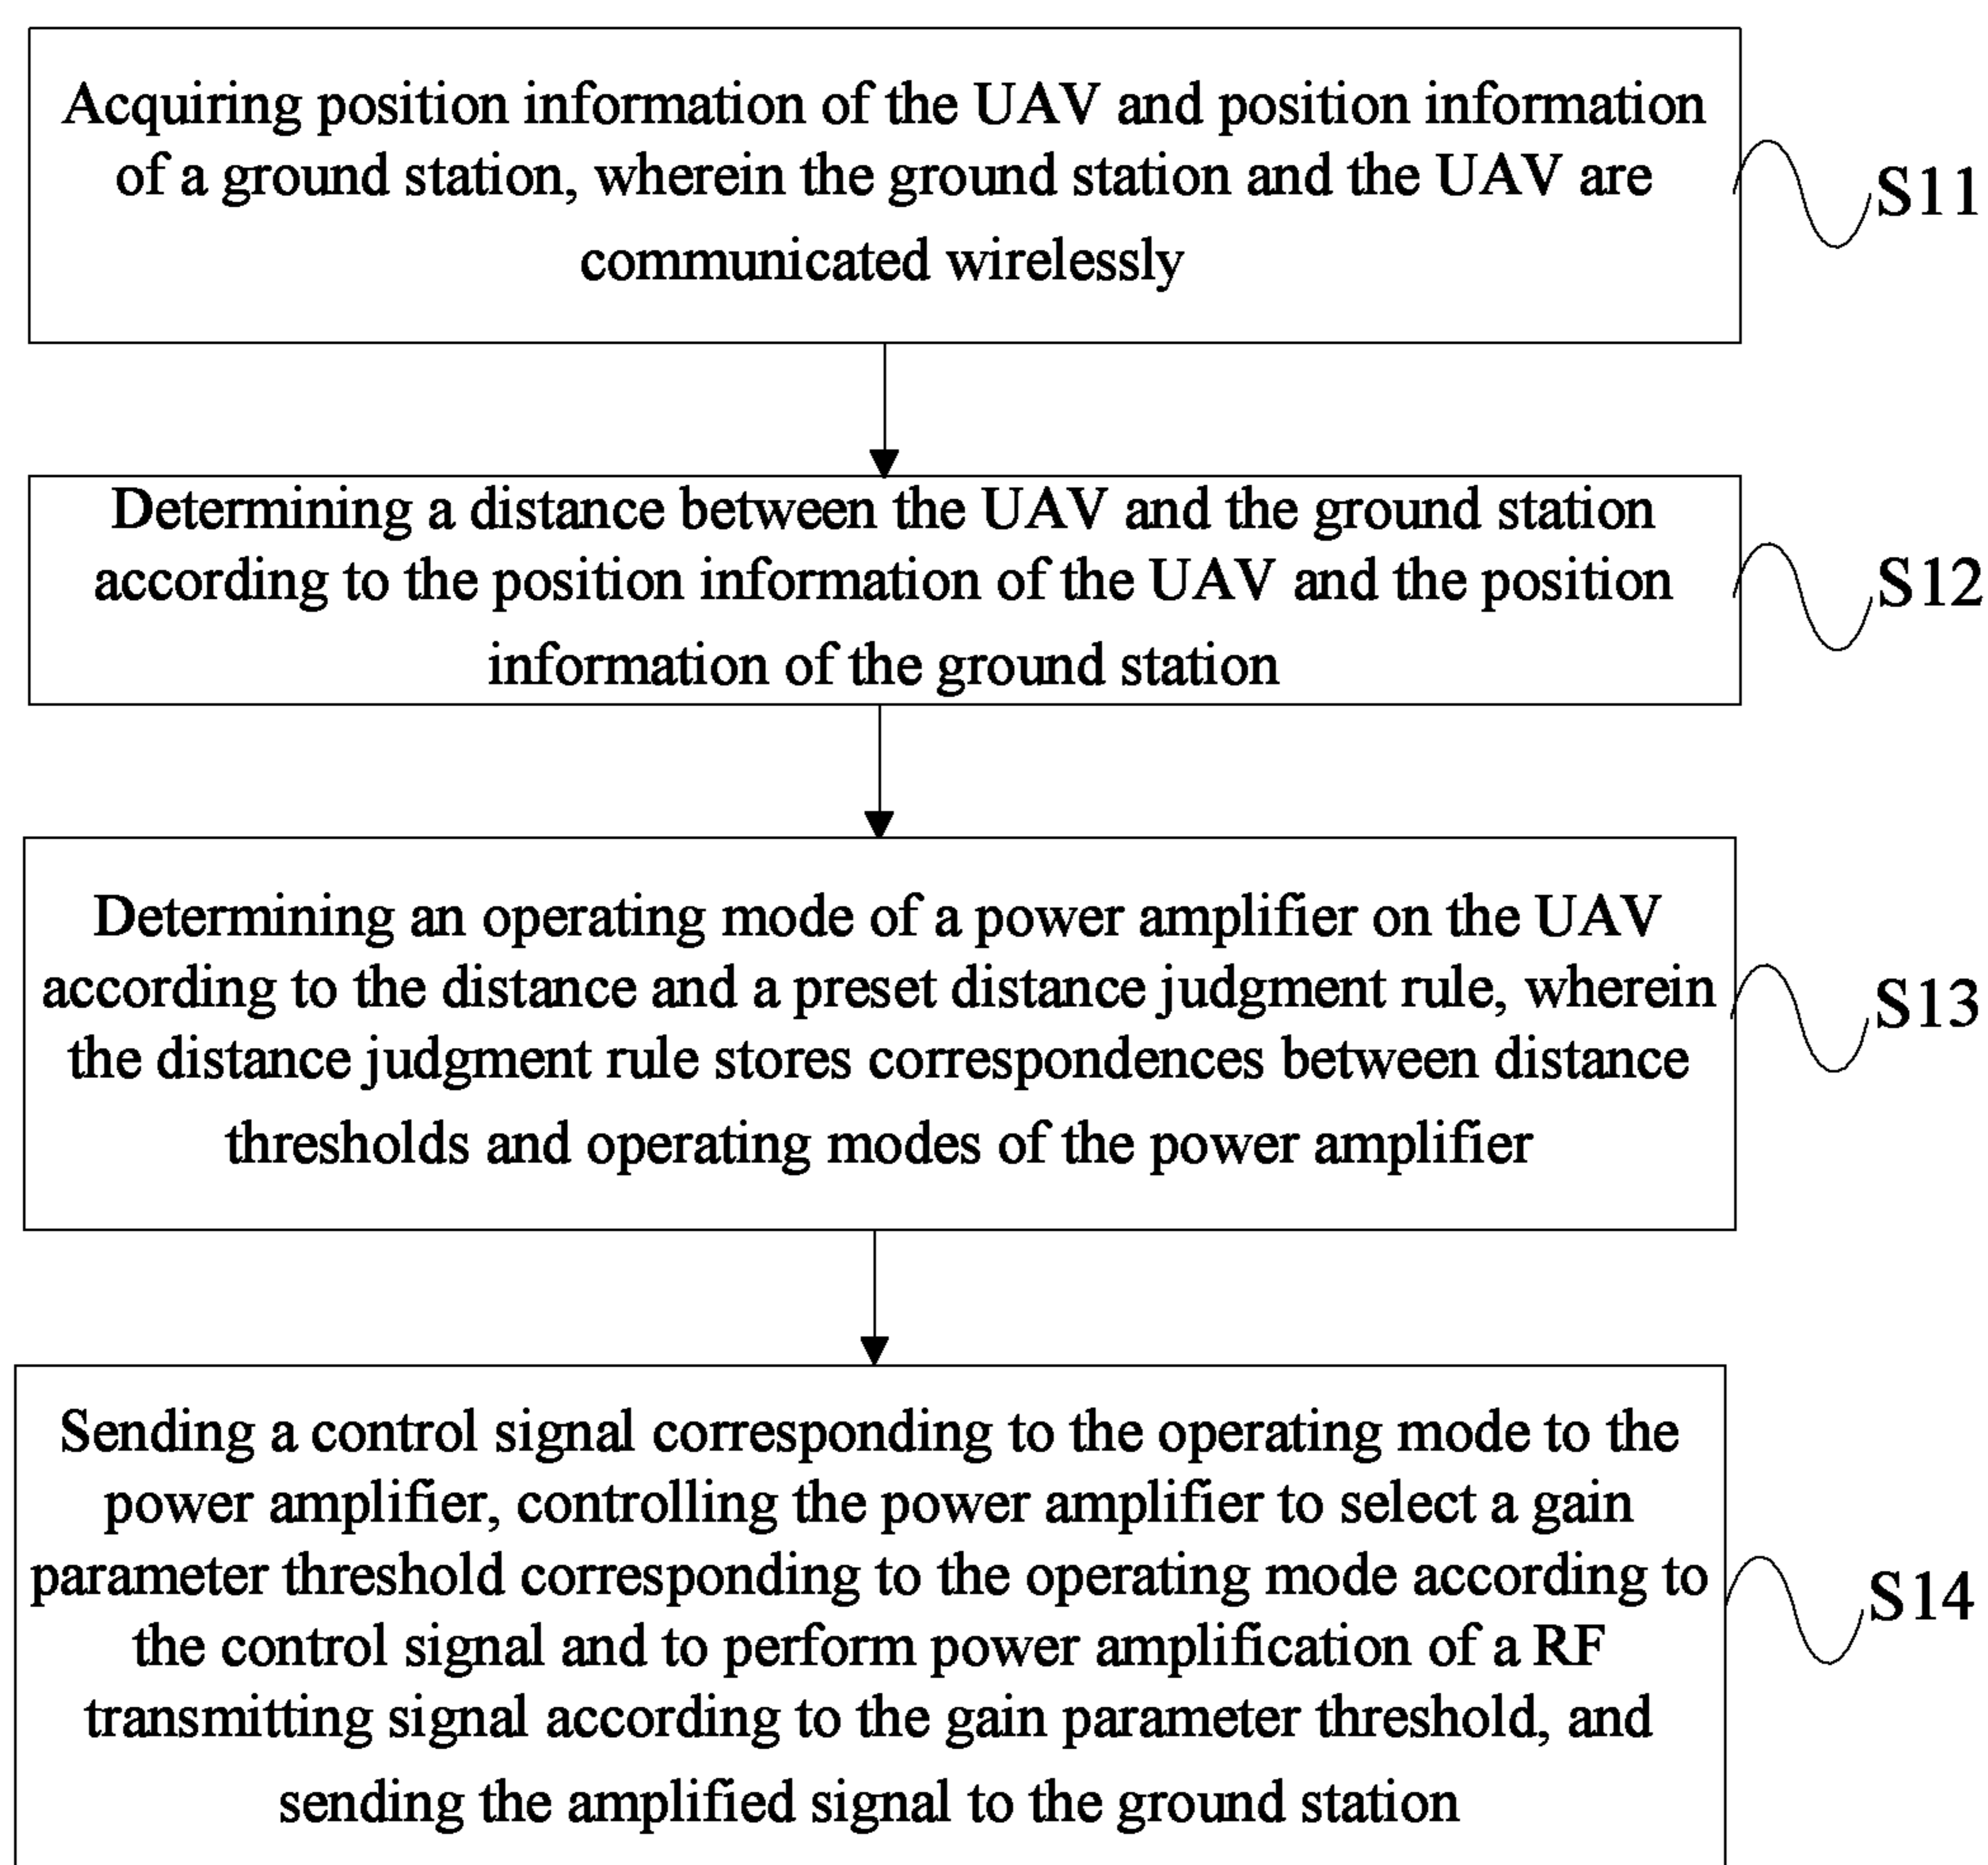 Acquiring position information of the UAV and position information
of a ground station, wherein the ground station and the UAV are
communicated wirelessly
S11
Determining a distance between the UAV and the ground station
according to the position information of the UAV and the position
information of the ground station
S12
Determining an operating mode of a power amplifier on the UAV
according to the distance and a preset distance judgment rule, wherein
the distance judgment rule stores correspondences between distance
thresholds and operating modes of the power amplifier
S13
Sending a control signal corresponding to the operating mode to the
power amplifier, controlling the power amplifier to select a gain
parameter threshold corresponding to the operating mode according to
the control signal and to perform power amplification of a RF
transmitting signal according to the gain parameter threshold, and
sending the amplified signal to the ground station
S14